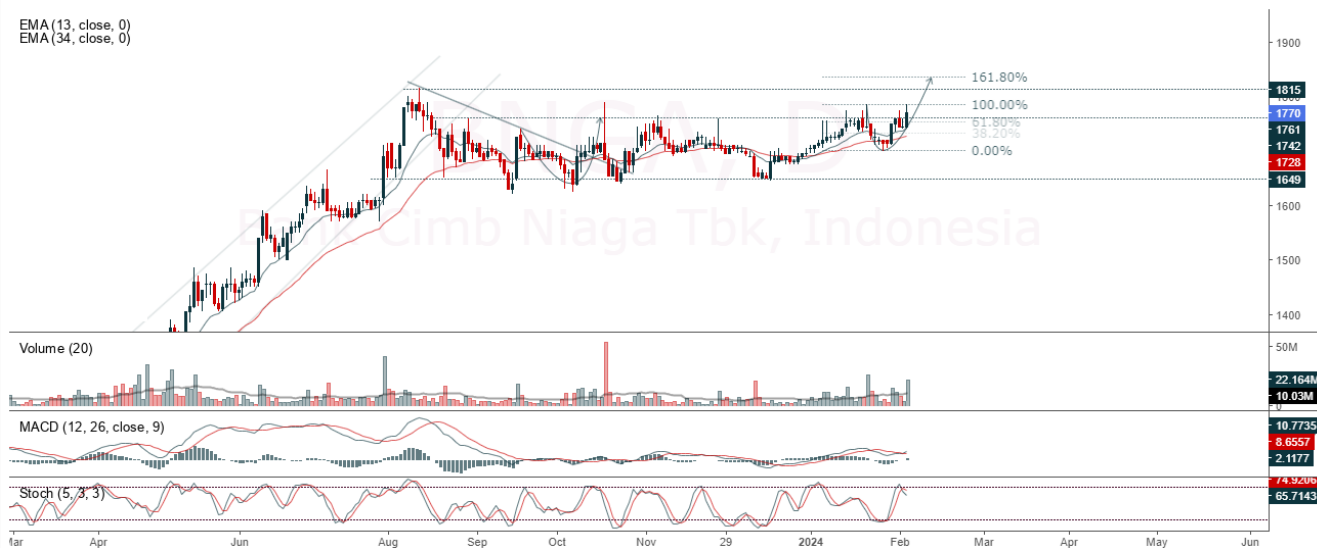 EMA (13, close, 0)
EMA (34, close, 0)
BNGA, D
Bank Cimb Niaga Tbk, Indonesia
161.80%
100.00%
61.80%
38.20%
0.00%
1900
1815
1800
1770
1761
1742
1728
1649
1600
1500
1400
Volume (20)
50M
22.164M
10.03M
0
MACD (12, 26, close, 9)
10.7735
8.6557
2.1177
Stoch (5, 3, 3)
74.9206
65.7143
Mar Apr Jun Aug Sep Oct Nov 29 2024 Feb Mar Apr May Jun